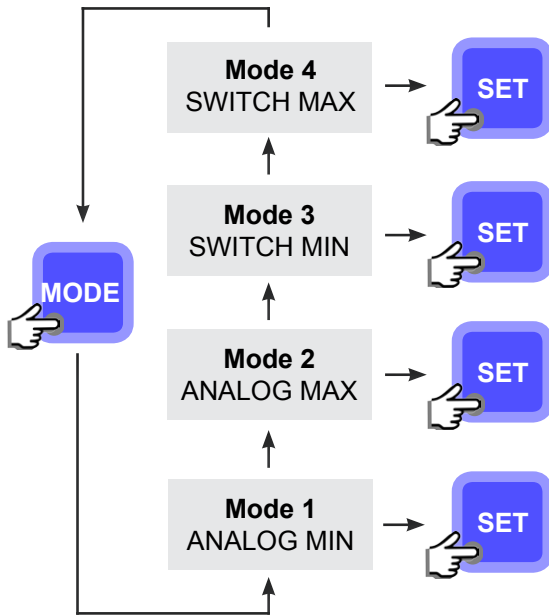 Mode 4
SWITCH MAX
SET
Mode 3
SWITCH MIN
SET
MODE
Mode 2
ANALOG MAX
SET
Mode 1
ANALOG MIN
SET